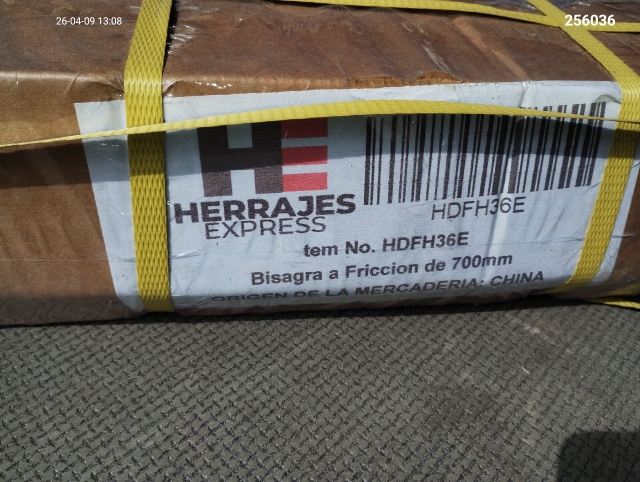 26-04-09 13:08
256036
HE
HERRAJES
EXPRESS
HDFH36E
tem No. HDFH36E
Bisagra a Friccion de 700mm
ORIGEN DE LA MERCADERIA: CHINA